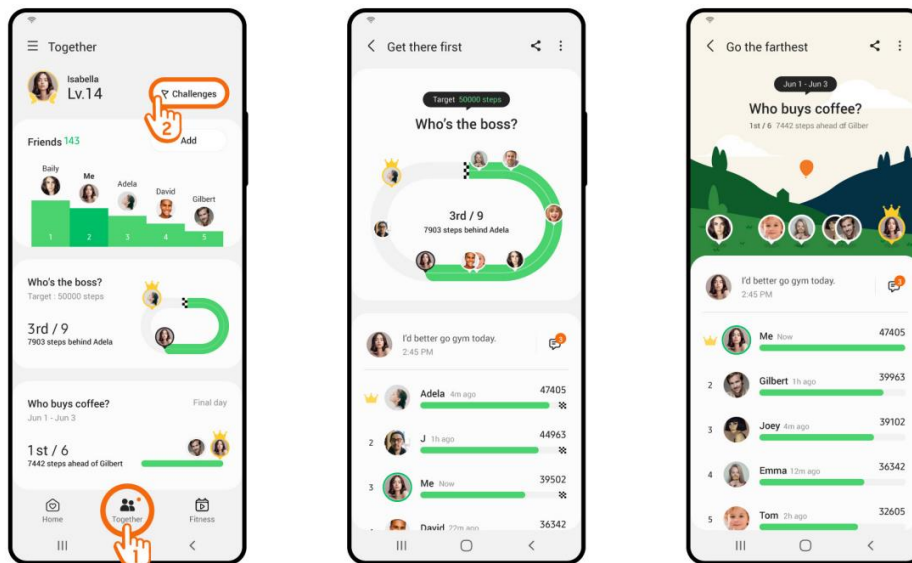 Together
Isabella
Lv.14
Challenges
2
Friends 143
Add
Baily
Me
Adela
David
Gilbert
1
2
3
4
5
Who's the boss?
Target : 50000 steps
3rd / 9
7903 steps behind Adela
Who buys coffee?
Final day
Jun 1 - Jun 3
1st / 6
7442 steps ahead of Gilbert
Home
Together
Fitness
1
Get there first
Target 50000 steps
Who's the boss?
3rd / 9
7903 steps behind Adela
I'd better go gym today.
2:45 PM
3
Adela 4m ago 47405
2 J 1h ago 44963
3 Me Now 39502
David 22m ago 36342
Go the farthest
Jun 1 - Jun 3
Who buys coffee?
1st / 6 7442 steps ahead df Gilber
I'd better go gym today.
2:45 PM
3
Me Now 47405
2 Gilbert 1h ago 39963
3 Joey 4m ago 39102
4 Emma 12m ago 36342
5 Tom 2h ago 32605